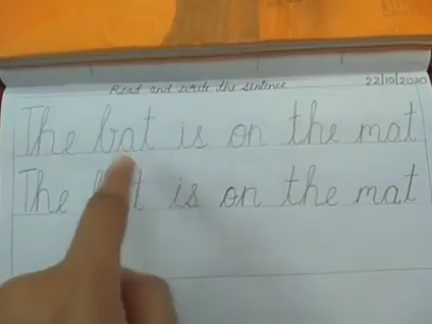 Read and write the sentence 22/10/2020
The bat is on the mat
The is on the mat